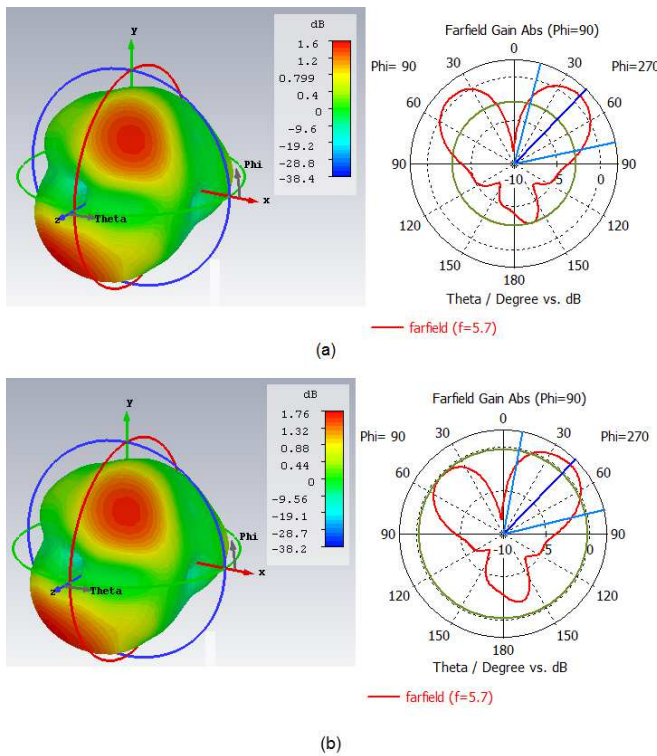 dB
1.6
1.2
0.799
0.4
0
-9.6
-19.2
-28.8
-38.4
y
Phi
x
z
Theta
Farfield Gain Abs (Phi=90)
0
30 30
Phi= 90 Phi=270
60 60
90 -10 -5 0 90
120 120
150 150
180
Theta / Degree vs. dB
farfield (f=5.7)
(a)
dB
1.76
1.32
0.88
0.44
0
-9.56
-19.1
-28.7
-38.2
y
Phi
x
z
Theta
Farfield Gain Abs (Phi=90)
0
30 30
Phi= 90 Phi=270
60 60
90 -10 -5 0 90
120 120
150 150
180
Theta / Degree vs. dB
farfield (f=5.7)
(b)